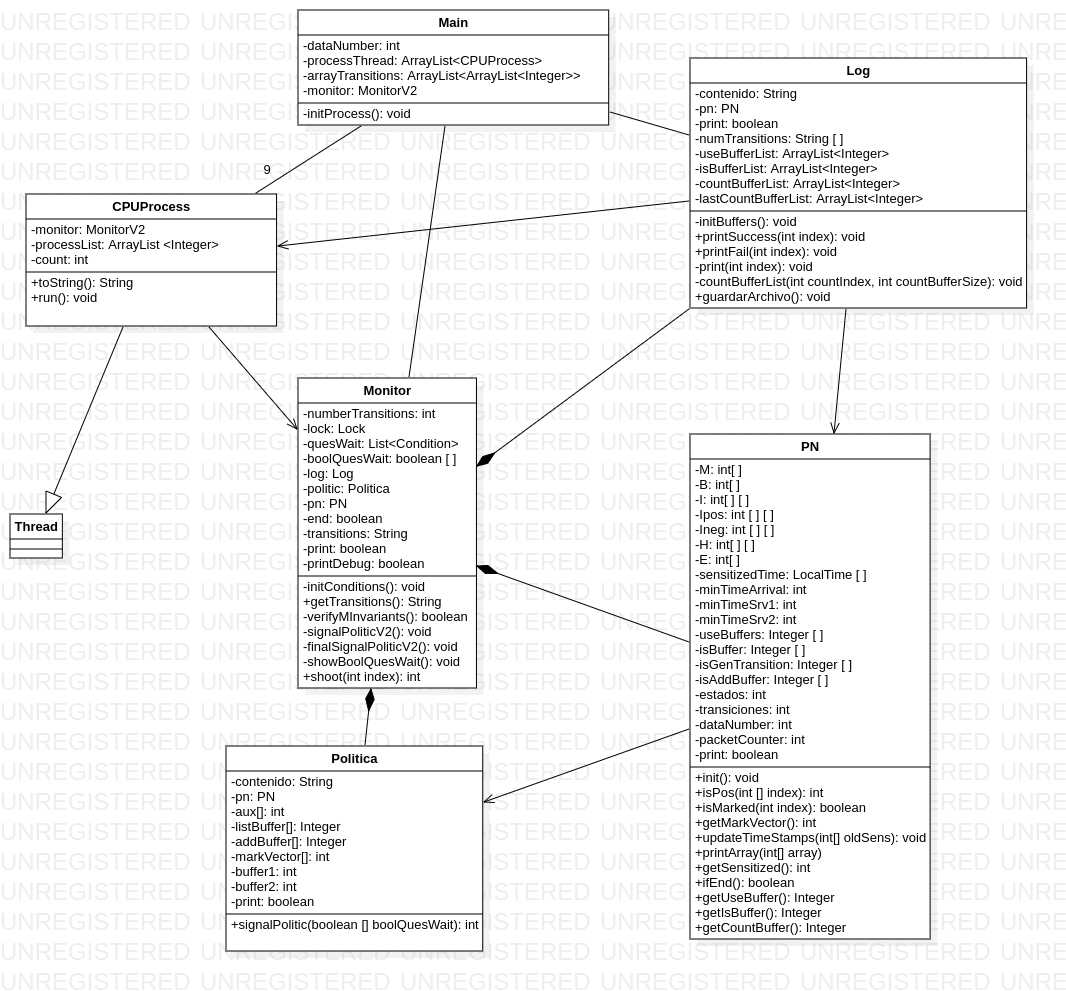 Main
-dataNumber: int
-processThread: ArrayList<CPUProcess>
-arrayTransitions: ArrayList<ArrayList<Integer>>
-monitor: MonitorV2
-initProcess(): void
Log
-contenido: String
-pn: PN
-print: boolean
-numTransitions: String [ ]
-useBufferList: ArrayList<Integer>
-isBufferList: ArrayList<Integer>
-countBufferList: ArrayList<Integer>
-lastCountBufferList: ArrayList<Integer>
-initBuffers(): void
+printSuccess(int index): void
+printFail(int index): void
-print(int index): void
-countBufferList(int countIndex, int countBufferSize): void
+guardarArchivo(): void
9
CPUProcess
-monitor: MonitorV2
-processList: ArrayList <Integer>
-count: int
+toString(): String
+run(): void
Monitor
-numberTransitions: int
-lock: Lock
-quesWait: List<Condition>
-boolQuesWait: boolean [ ]
-log: Log
-politic: Politica
-pn: PN
-end: boolean
-transitions: String
-print: boolean
-printDebug: boolean
-initConditions(): void
+getTransitions(): String
-verifyMInvariants(): boolean
-signalPoliticV2(): void
-finalSignalPoliticV2(): void
-showBoolQuesWait(): void
+shoot(int index): int
Thread
PN
-M: int[ ]
-B: int[ ]
-I: int[ ] [ ]
-Ipos: int [ ] [ ]
-Ineg: int [ ] [ ]
-H: int[ ] [ ]
-E: int[ ]
-sensitizedTime: LocalTime [ ]
-minTimeArrival: int
-minTimeSrv1: int
-minTimeSrv2: int
-useBuffers: Integer [ ]
-isBuffer: Integer [ ]
-isGenTransition: Integer [ ]
-isAddBuffer: Integer [ ]
-estados: int
-transiciones: int
-dataNumber: int
-packetCounter: int
-print: boolean
+init(): void
+isPos(int [] index): int
+isMarked(int index): boolean
+getMarkVector(): int
+updateTimeStamps(int[] oldSens): void
+printArray(int[] array)
+getSensitized(): int
+ifEnd(): boolean
+getUseBuffer(): Integer
+getIsBuffer(): Integer
+getCountBuffer(): Integer
Politica
-contenido: String
-pn: PN
-aux[]: int
-listBuffer[]: Integer
-addBuffer[]: Integer
-markVector[]: int
-buffer1: int
-buffer2: int
-print: boolean
+signalPolitic(boolean [] boolQuesWait): int